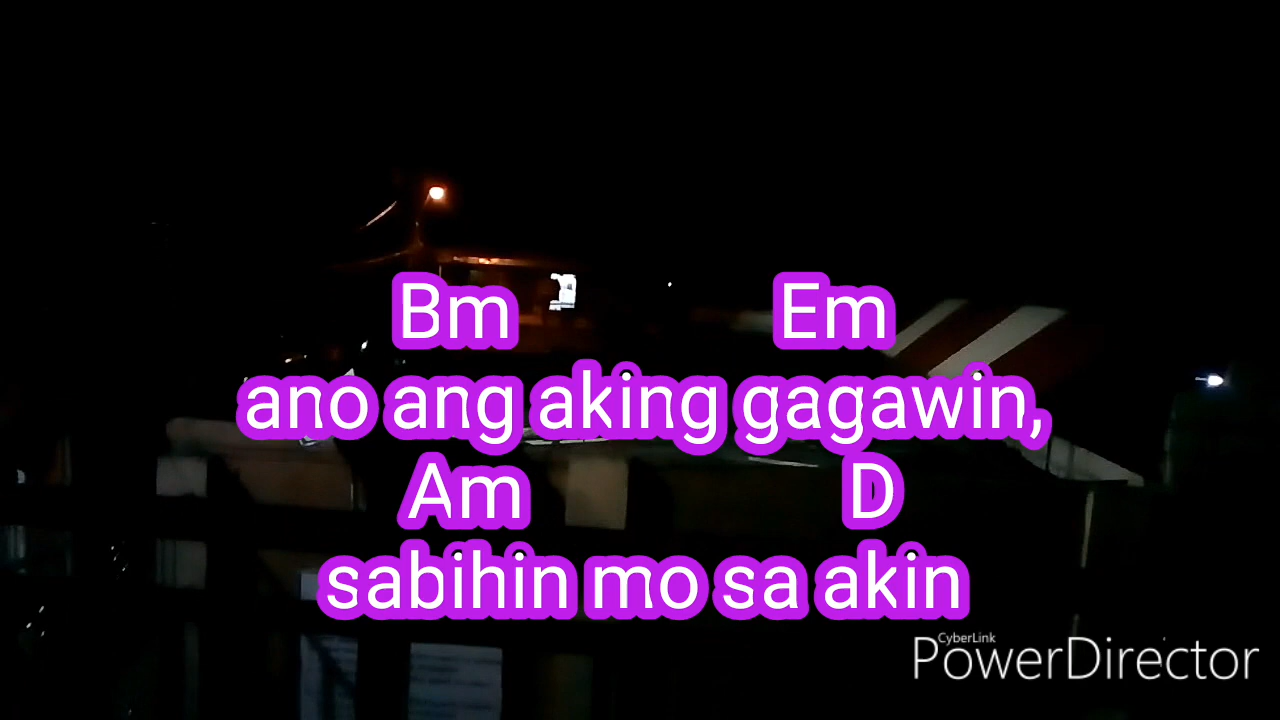 Bm Em
ano ang aking gagawin,
Am D
sabihin mo sa akin
CyberLink
PowerDirector